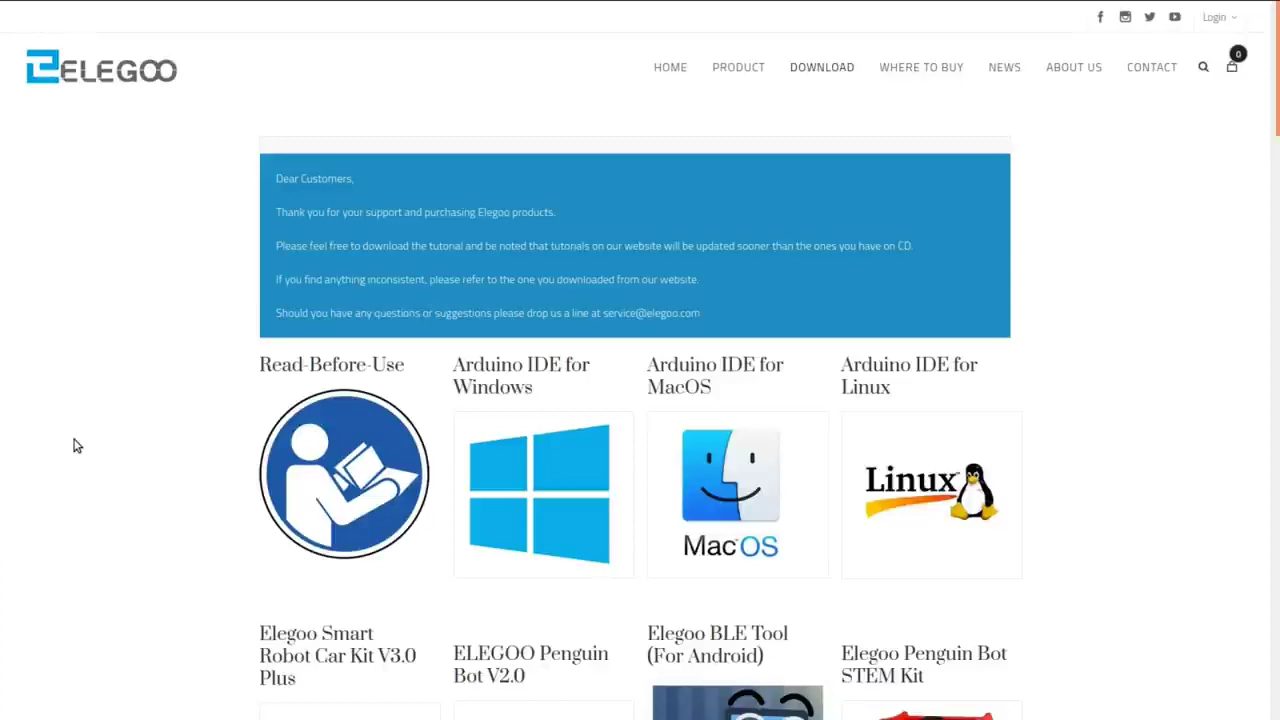 Login
ELEGOO
HOME PRODUCT DOWNLOAD WHERE TO BUY NEWS ABOUT US CONTACT 0
Dear Customers,
Thank you for your support and purchasing Elegoo products.
Please feel free to download the tutorial and be noted that tutorials on our website will be updated sooner than the ones you have on CD.
If you find anything inconsistent, please refer to the one you downloaded from our website.
Should you have any questions or suggestions please drop us a line at service@elegoo.com
Read-Before-Use
Arduino IDE for
Windows
Arduino IDE for
MacOS
Mac OS
Arduino IDE for
Linux
Linux
Elegoo Smart
Robot Car Kit V3.0
Plus
ELEGOO Penguin
Bot V2.0
Elegoo BLE Tool
(For Android)
Elegoo Penguin Bot
STEM Kit